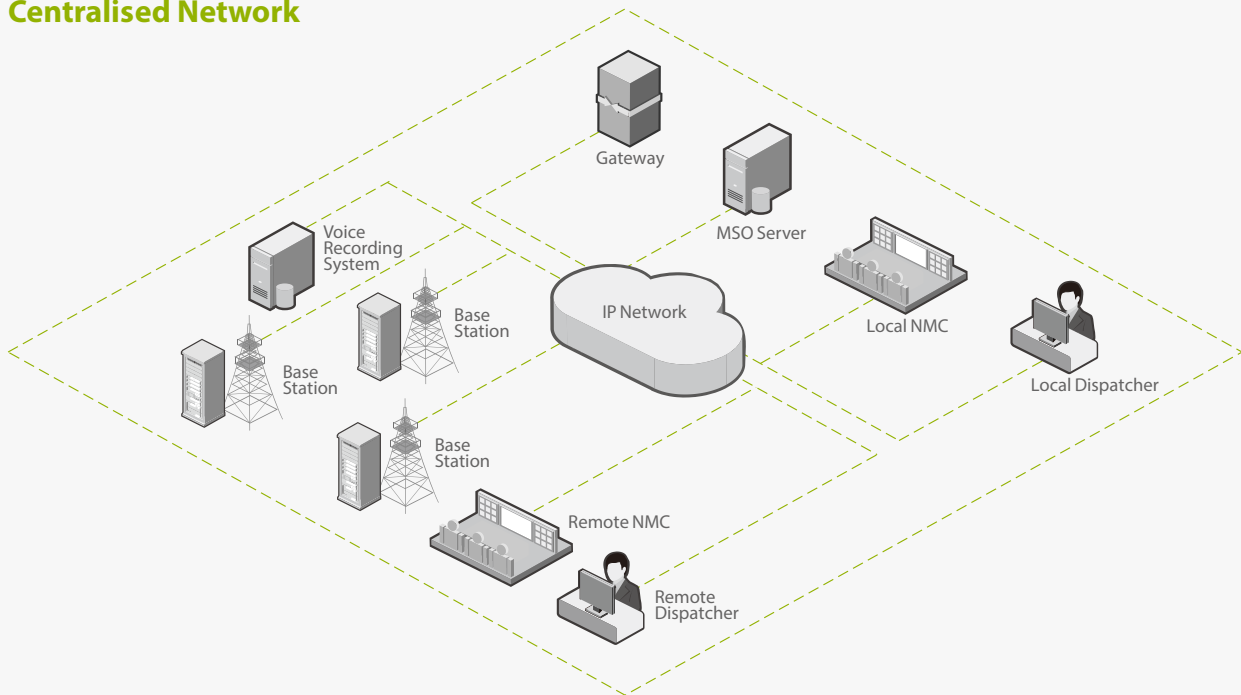 Centralised Network
Gateway
MSO Server
Voice
Recording
System
IP Network
Base
Station
Local NMC
Base
Station
Local Dispatcher
Base
Station
Remote NMC
Remote
Dispatcher